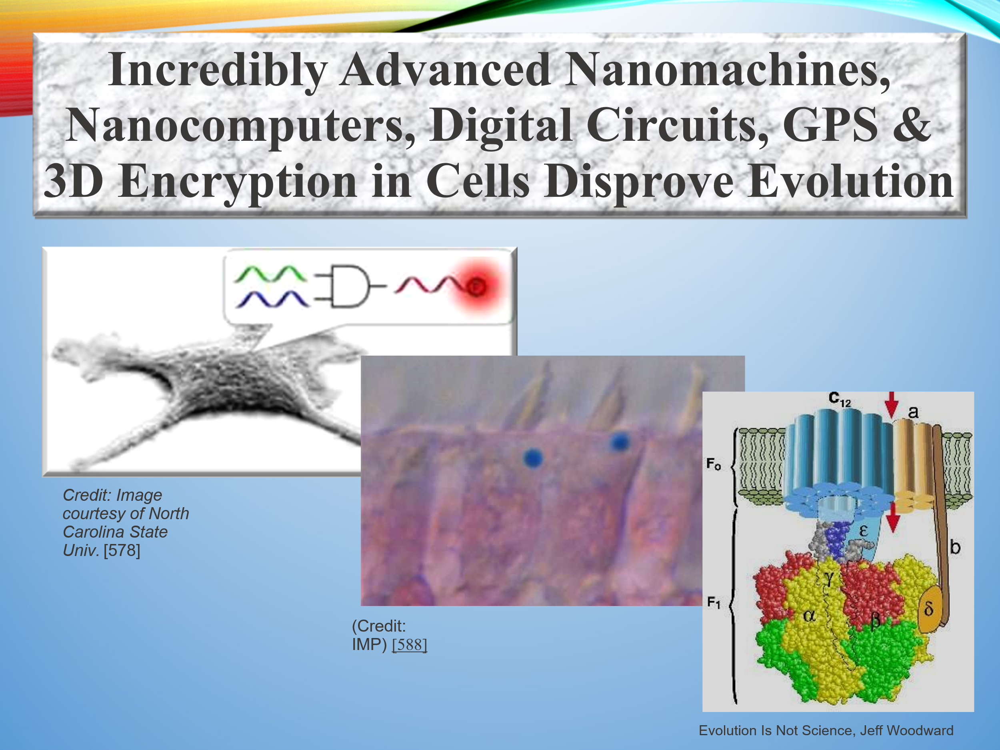 Incredibly Advanced Nanomachines,
Nanocomputers, Digital Circuits, GPS &
3D Encryption in Cells Disprove Evolution
F
Credit: Image
courtesy of North
Carolina State
Univ. [578]
(Credit:
IMP) [588]
C12
a
Fo
ε
b
γ
F1
α
β
δ
Evolution Is Not Science, Jeff Woodward